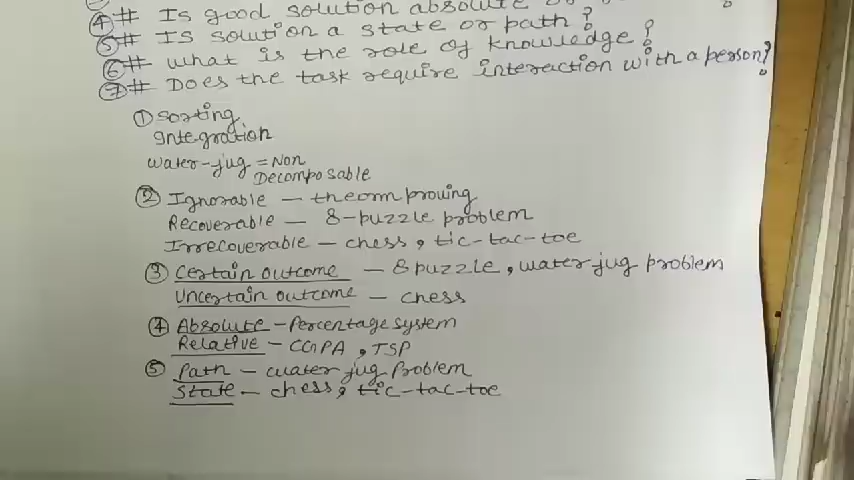 ④# Is good solution absolute
⑤# Is solution a state or path?
⑥# what is the role of knowledge?
⑦# Does the task require interaction with a person?
① Sorting
Integration
water-jug = Non
Decomposable
② Ignorable — theorm proving
Recoverable — 8-puzzle problem
Irrecoverable — chess, tic-tac-toe
③ Certain outcome — 8 puzzle, water jug problem
Uncertain outcome — chess
④ Absolute - Percentage system
Relative - CGPA, TSP
⑤ Path — water jug Problem
State — chess, tic-tac-toe